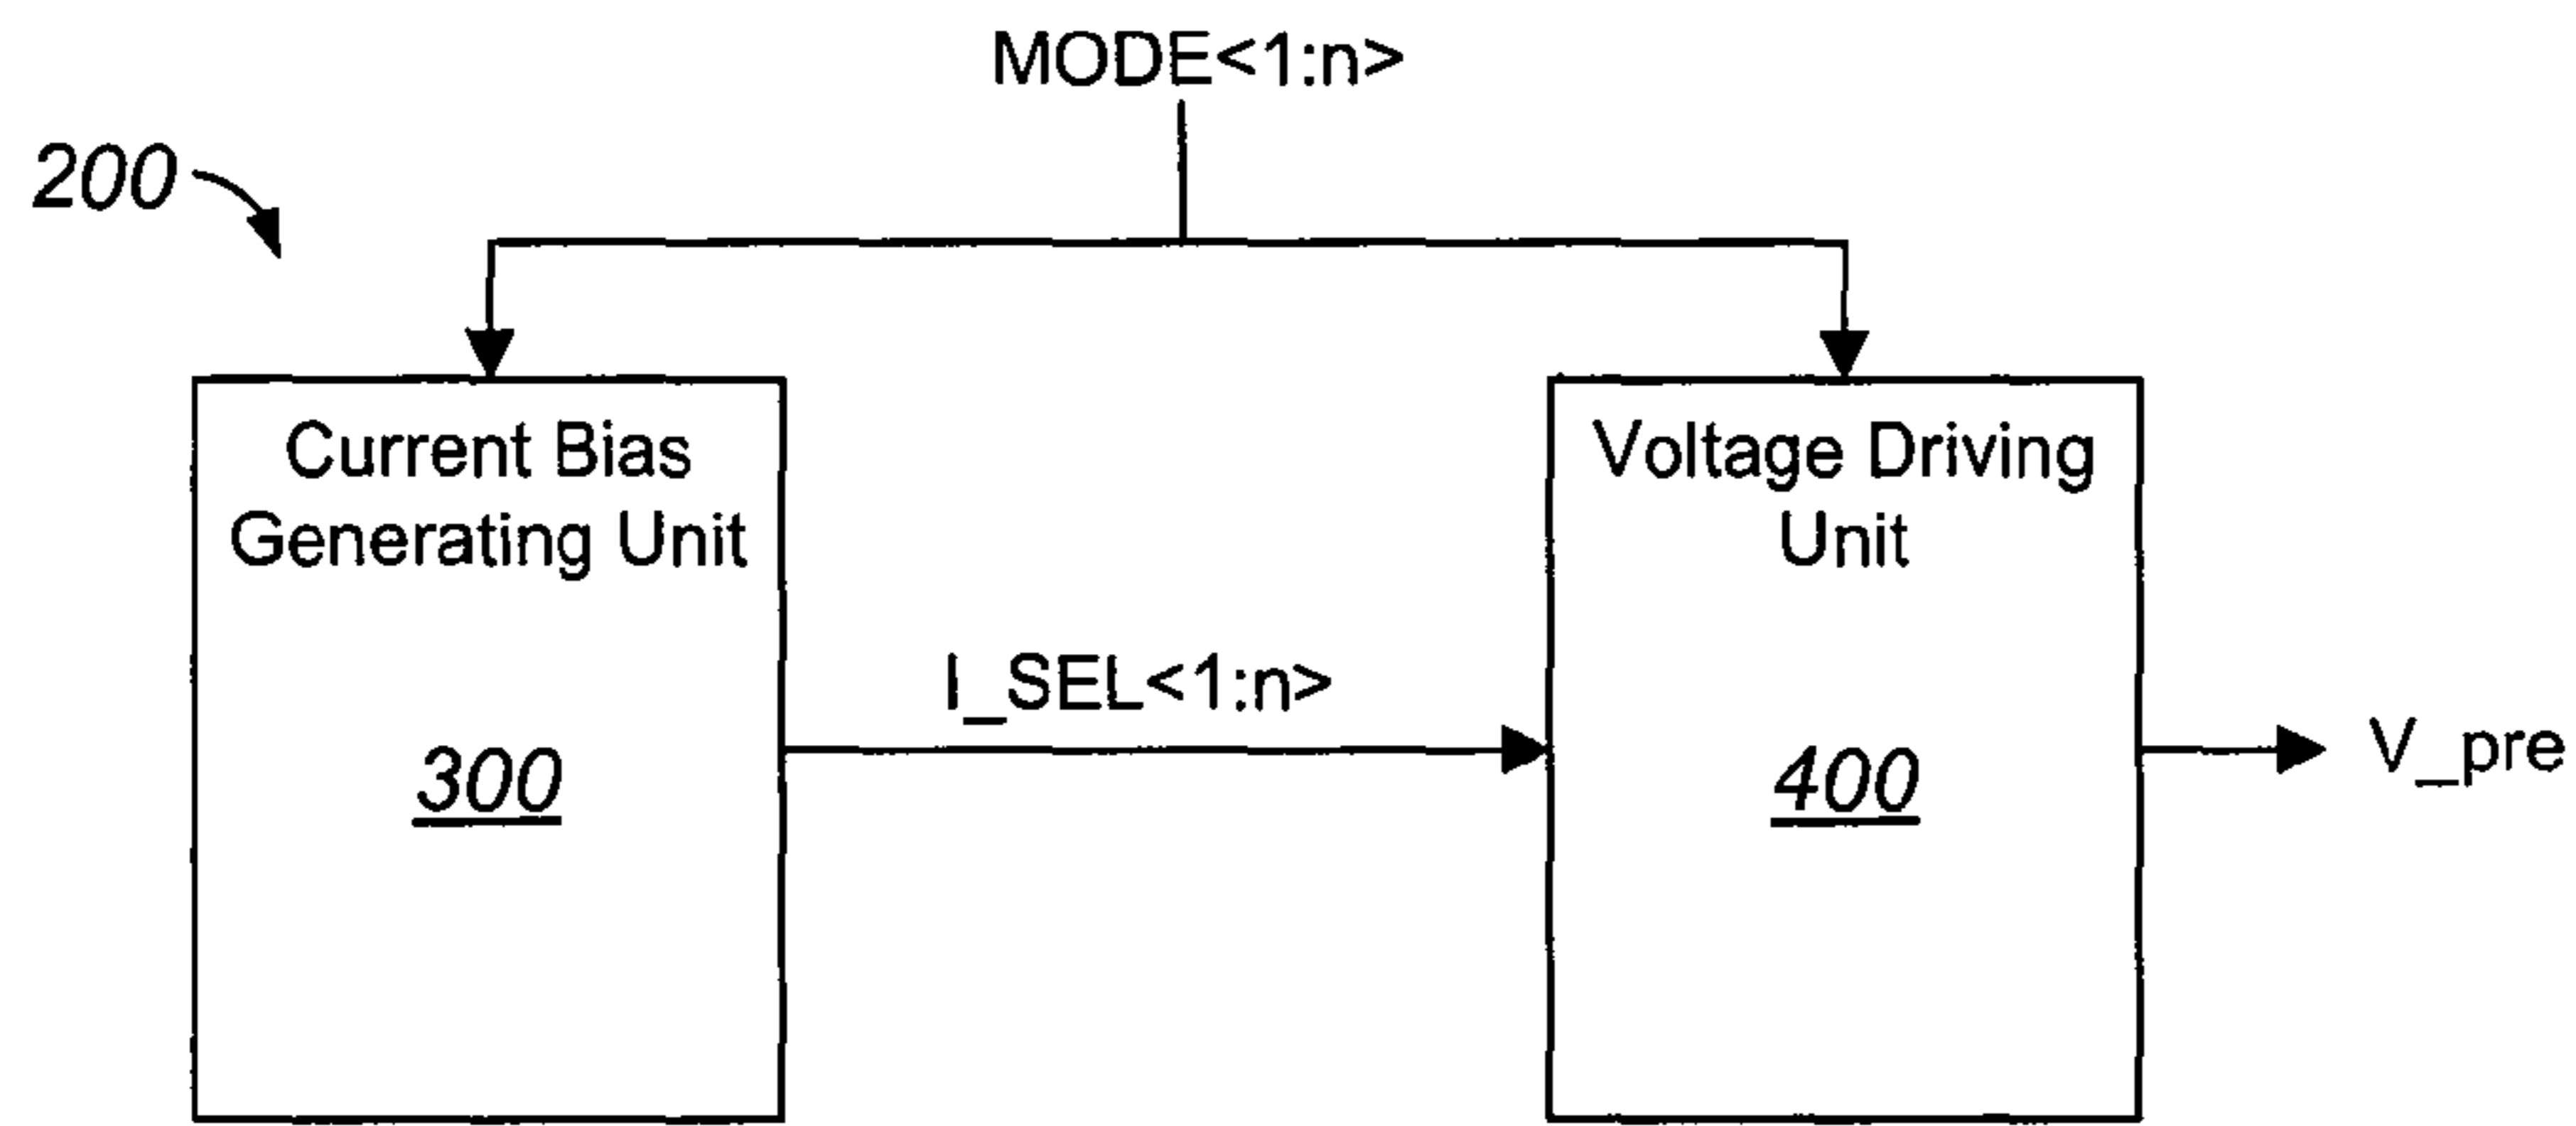 MODE<1:n>
200
Current Bias
Generating Unit
300
I_SEL<1:n>
Voltage Driving
Unit
400
V_pre